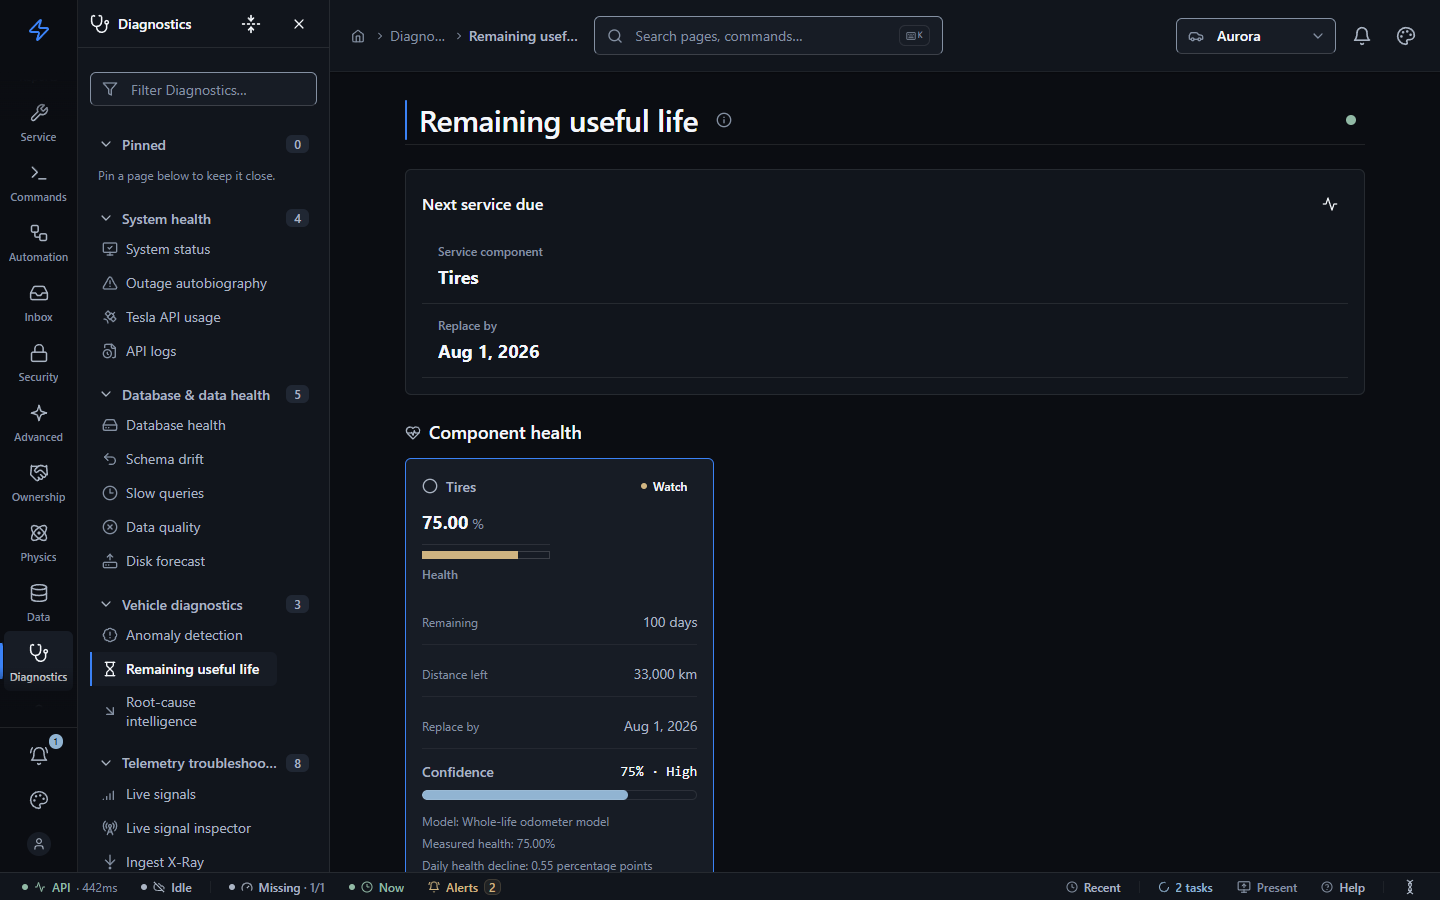 Service
Commands
Automation
Inbox
Security
Advanced
Ownership
Physics
Data
Diagnostics
1
Diagnostics
Filter Diagnostics...
Pinned 0
Pin a page below to keep it close.
System health 4
System status
Outage autobiography
Tesla API usage
API logs
Database & data health 5
Database health
Schema drift
Slow queries
Data quality
Disk forecast
Vehicle diagnostics 3
Anomaly detection
Remaining useful life
Root-cause
intelligence
Telemetry troubleshoo... 8
Live signals
Live signal inspector
Ingest X-Ray
Diagno... Remaining usef...
Search pages, commands... K
Aurora
Remaining useful life
Next service due
Service component
Tires
Replace by
Aug 1, 2026
Component health
Tires Watch
75.00 %
Health
Remaining 100 days
Distance left 33,000 km
Replace by Aug 1, 2026
Confidence 75% · High
Model: Whole-life odometer model
Measured health: 75.00%
Daily health decline: 0.55 percentage points
API · 442ms Idle Missing · 1/1 Now Alerts 2 Recent 2 tasks Present Help